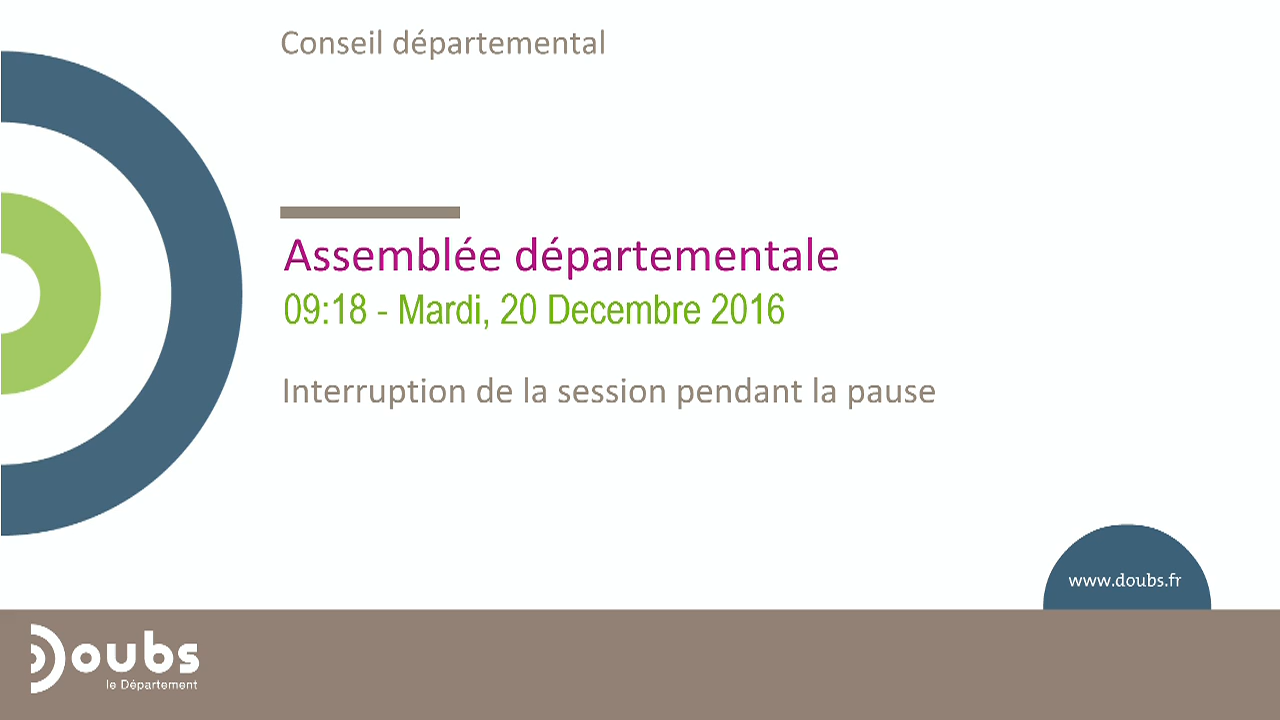 Conseil départemental
Assemblée départementale
09:18 - Mardi, 20 Decembre 2016
Interruption de la session pendant la pause
www.doubs.fr
Doubs
le Département